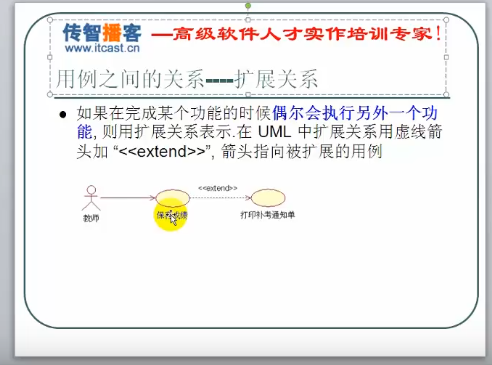 传智播客 —高级软件人才实作培训专家!
www.itcast.cn
用例之间的关系----扩展关系
● 如果在完成某个功能的时候偶尔会执行另外一个功
能, 则用扩展关系表示.在 UML 中扩展关系用虚线箭
头加 “<<extend>>”, 箭头指向被扩展的用例
<<extend>>
教师 保存成绩 打印补考通知单